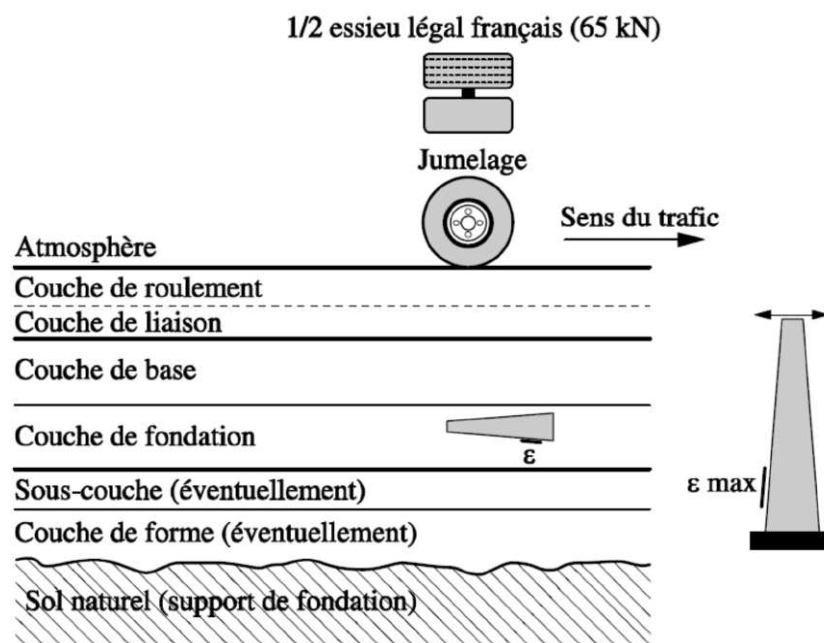 1/2 essieu légal français (65 kN)
Jumelage
Sens du trafic
Atmosphère
Couche de roulement
Couche de liaison
Couche de base
Couche de fondation
ε
Sous-couche (éventuellement)
ε max
Couche de forme (éventuellement)
Sol naturel (support de fondation)